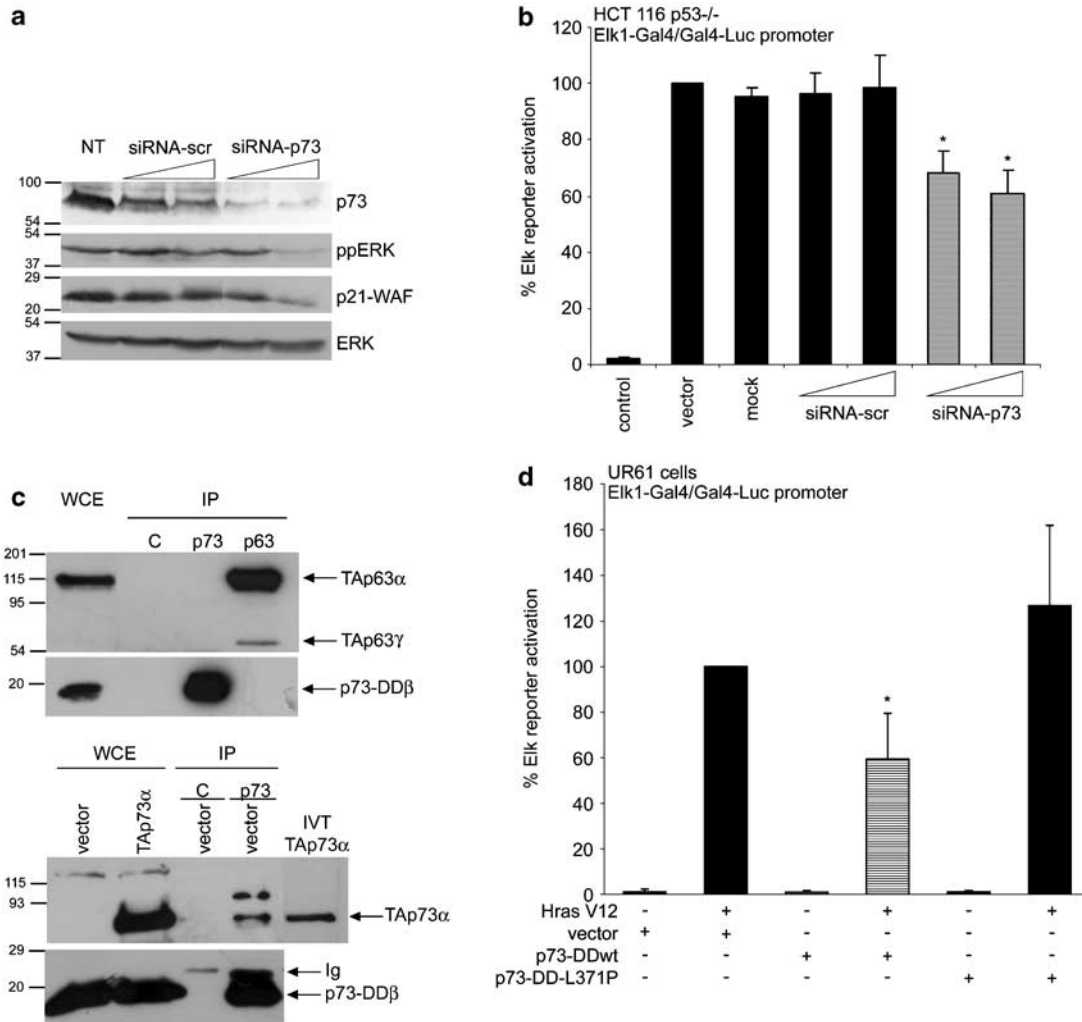 a
NT siRNA-scr siRNA-p73
100
54
p73
54
37
ppERK
29
20
p21-WAF
54
37
ERK
b
HCT 116 p53-/-
Elk1-Gal4/Gal4-Luc promoter
% Elk reporter activation
120
100
80
60
40
20
0
*
*
control
vector
mock
siRNA-scr
siRNA-p73
c
WCE IP
C p73 p63
201
115
95
54
TAp63α
TAp63γ
20
p73-DDβ
WCE IP
vector
TAp73α
C
vector
p73
vector
IVT
TAp73α
115
93
TAp73α
29
20
Ig
p73-DDβ
d
UR61 cells
Elk1-Gal4/Gal4-Luc promoter
% Elk reporter activation
180
160
140
120
100
80
60
40
20
0
*
Hras V12 - + - + - +
vector + + - - - -
p73-DDwt - - + + - -
p73-DD-L371P - - - - + +